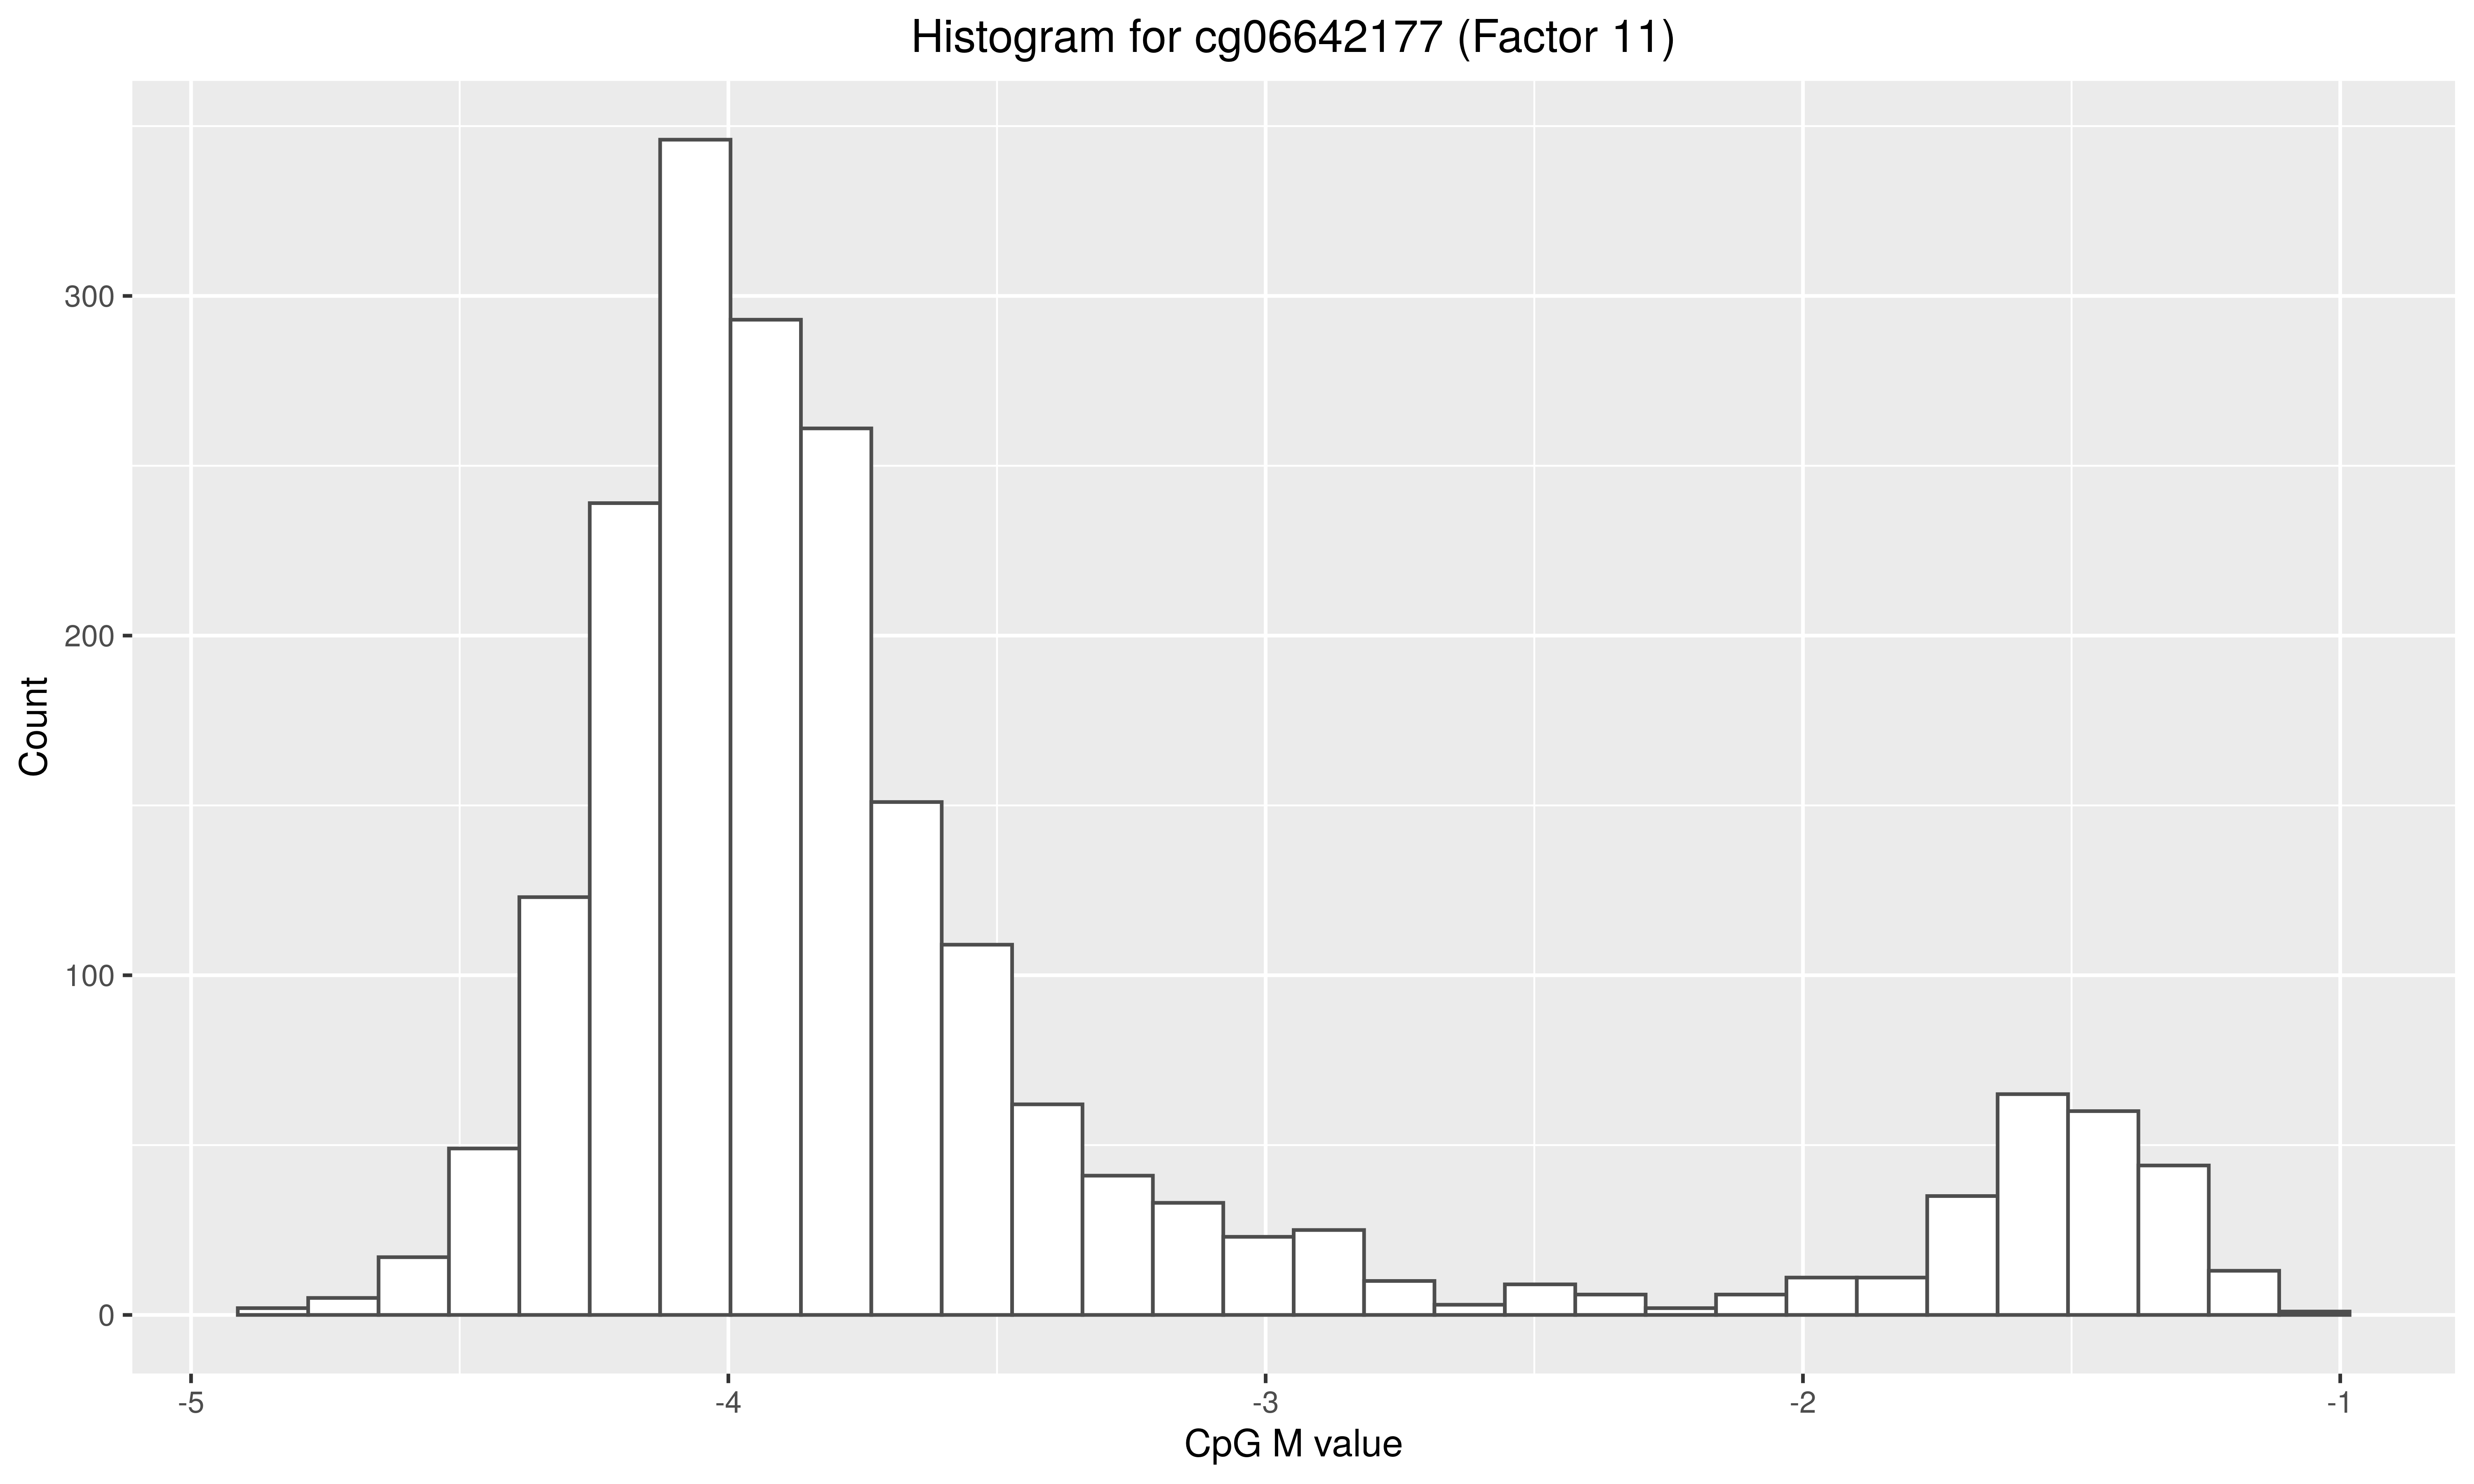 Histogram for cg06642177 (Factor 11)
Count
300
200
100
0
-5 -4 -3 -2 -1
CpG M value